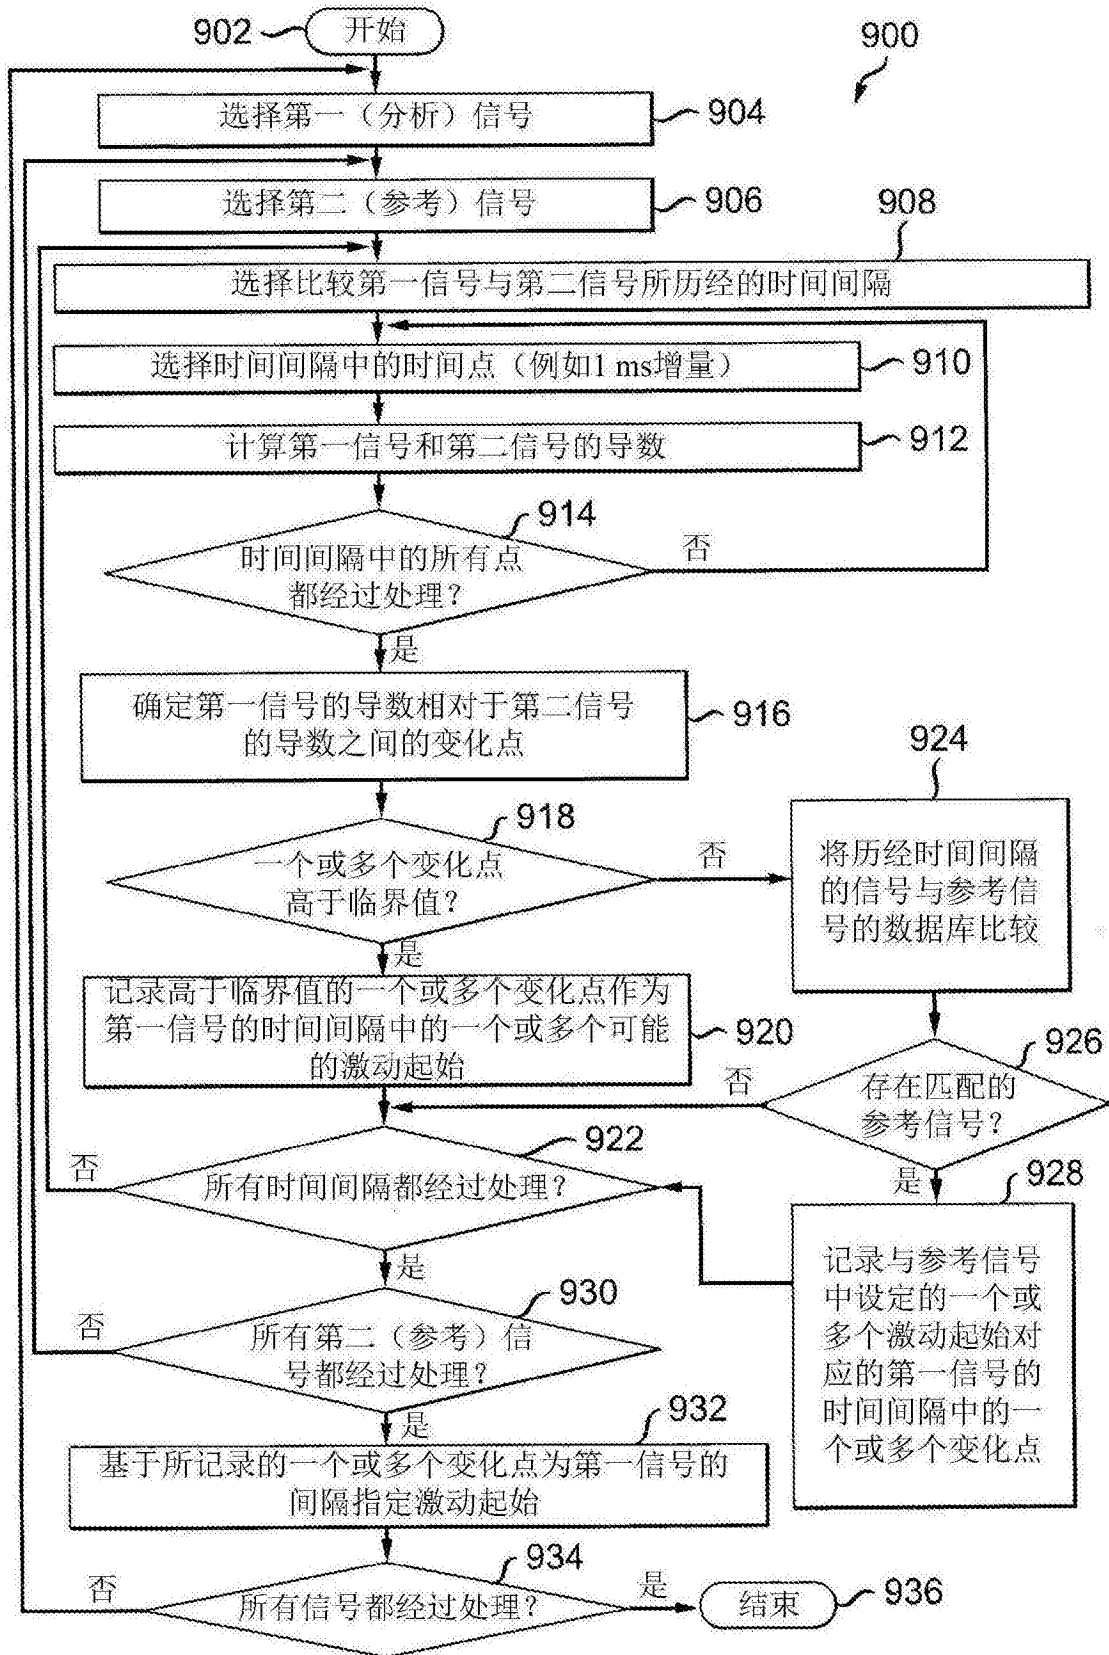 902
开始
900
选择第一（分析）信号
904
选择第二（参考）信号
906
908
选择比较第一信号与第二信号所历经的时间间隔
选择时间间隔中的时间点（例如1 ms增量）
910
计算第一信号和第二信号的导数
912
914
时间间隔中的所有点
都经过处理？
否
是
确定第一信号的导数相对于第二信号
的导数之间的变化点
916
918
一个或多个变化点
高于临界值？
否
是
924
将历经时间间隔
的信号与参考信
号的数据库比较
记录高于临界值的一个或多个变化点作为
第一信号的时间间隔中的一个或多个可能
的激动起始
920
926
存在匹配的
参考信号？
否
是
922
所有时间间隔都经过处理？
否
是
928
记录与参考信号
中设定的一个或
多个激动起始对
应的第一信号的
时间间隔中的一
个或多个变化点
930
所有第二（参考）信
号都经过处理？
否
是
932
基于所记录的一个或多个变化点为第一信号的
间隔指定激动起始
934
所有信号都经过处理？
否
是
结束
936